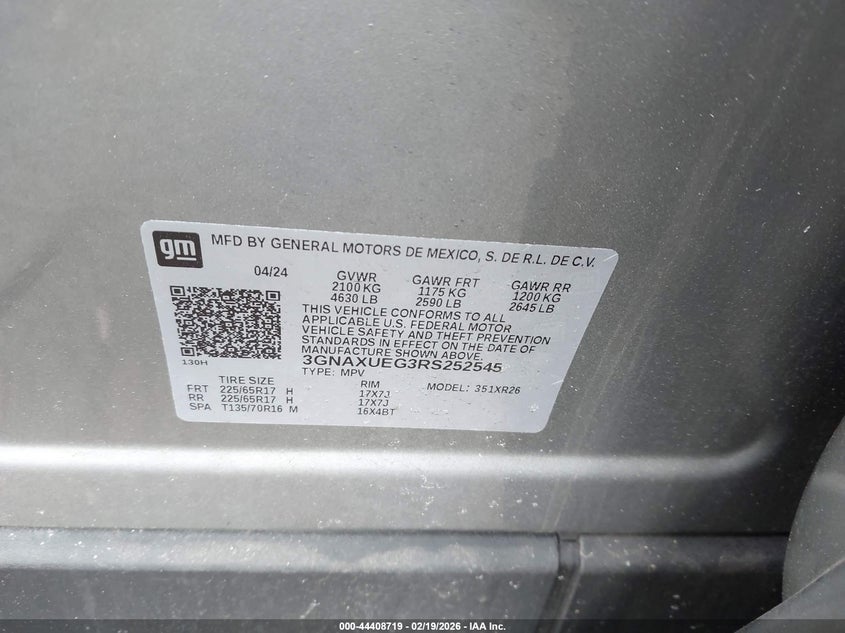 gm MFD BY GENERAL MOTORS DE MEXICO, S. DE R.L. DE C.V.
04/24 GVWR GAWR FRT GAWR RR
2100 KG 1175 KG 1200 KG
4630 LB 2590 LB 2645 LB
THIS VEHICLE CONFORMS TO ALL
APPLICABLE U.S. FEDERAL MOTOR
VEHICLE SAFETY AND THEFT PREVENTION
STANDARDS IN EFFECT ON THE DATE
OF MANUFACTURE SHOWN ABOVE.
130H 3GNAXUEG3RS252545
TYPE: MPV
TIRE SIZE RIM MODEL: 351XR26
FRT 225/65R17 H 17X7J
RR 225/65R17 H 17X7J
SPA T135/70R16 M 16X4BT
000-44408719 - 02/19/2026 - IAA Inc.